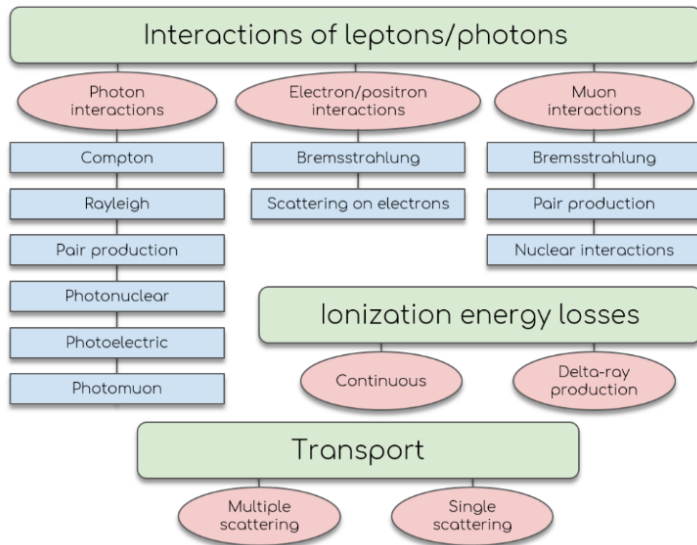 Interactions of leptons/photons
Photon
interactions
Electron/positron
interactions
Muon
interactions
Compton
Rayleigh
Pair production
Photonuclear
Photoelectric
Photomuon
Bremsstrahlung
Scattering on electrons
Bremsstrahlung
Pair production
Nuclear interactions
Ionization energy losses
Continuous
Delta-ray
production
Transport
Multiple
scattering
Single
scattering